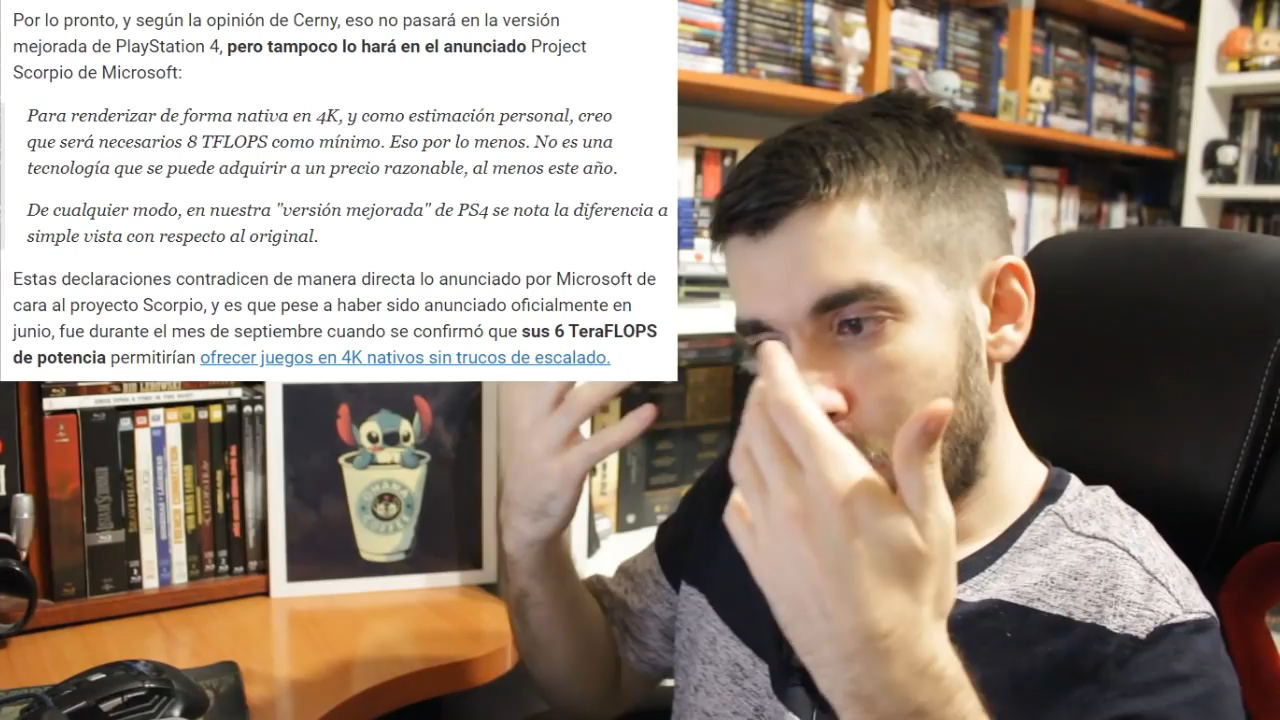 Por lo pronto, y según la opinión de Cerny, eso no pasará en la versión
mejorada de PlayStation 4, pero tampoco lo hará en el anunciado Project
Scorpio de Microsoft:
Para renderizar de forma nativa en 4K, y como estimación personal, creo
que será necesarios 8 TFLOPS como mínimo. Eso por lo menos. No es una
tecnología que se puede adquirir a un precio razonable, al menos este año.
De cualquier modo, en nuestra "versión mejorada" de PS4 se nota la diferencia a
simple vista con respecto al original.
Estas declaraciones contradicen de manera directa lo anunciado por Microsoft de
cara al proyecto Scorpio, y es que pese a haber sido anunciado oficialmente en
junio, fue durante el mes de septiembre cuando se confirmó que sus 6 TeraFLOPS
de potencia permitirían ofrecer juegos en 4K nativos sin trucos de escalado.